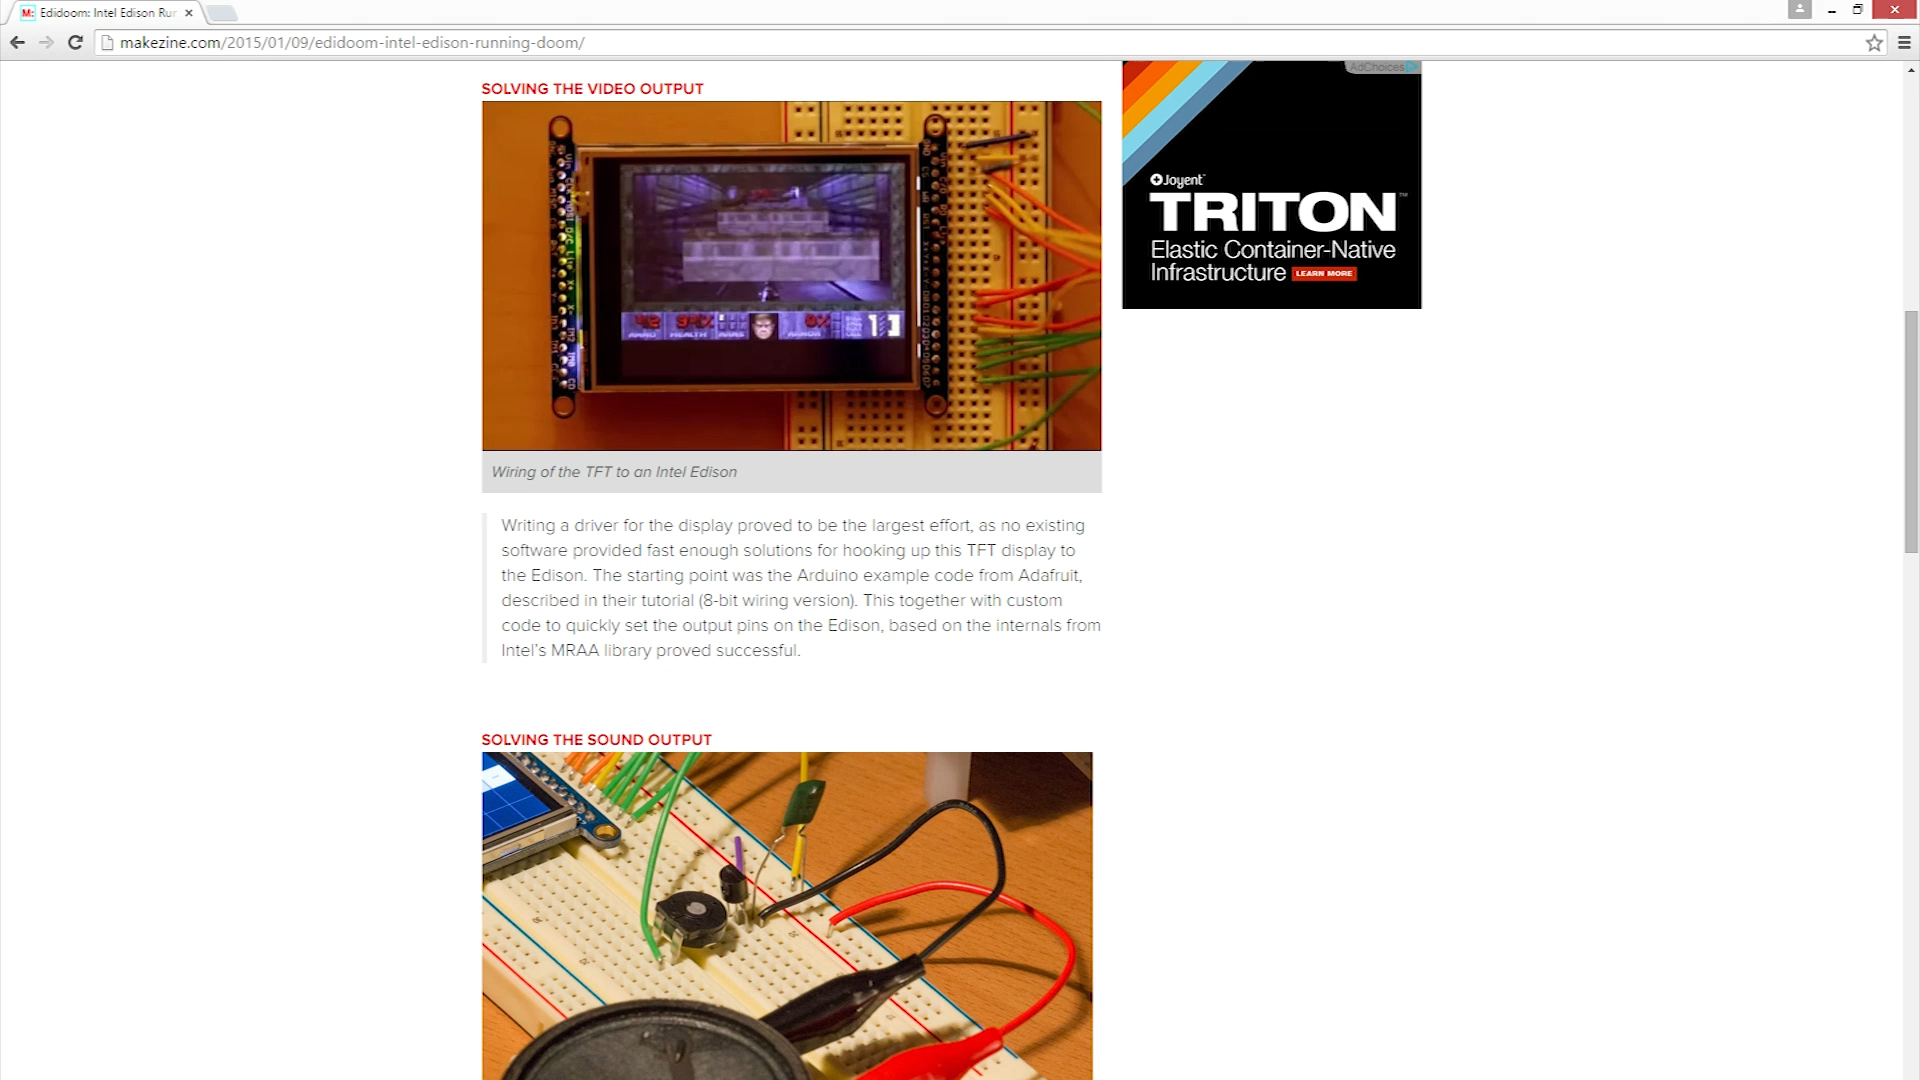 M: Edidoom: Intel Edison Rur
makezine.com/2015/01/09/edidoom-intel-edison-running-doom/
SOLVING THE VIDEO OUTPUT
AdChoices
Joyent
TRITON™
Elastic Container-Native
Infrastructure LEARN MORE
HEALTH
Wiring of the TFT to an Intel Edison
Writing a driver for the display proved to be the largest effort, as no existing
software provided fast enough solutions for hooking up this TFT display to
the Edison. The starting point was the Arduino example code from Adafruit,
described in their tutorial (8-bit wiring version). This together with custom
code to quickly set the output pins on the Edison, based on the internals from
Intel's MRAA library proved successful.
SOLVING THE SOUND OUTPUT